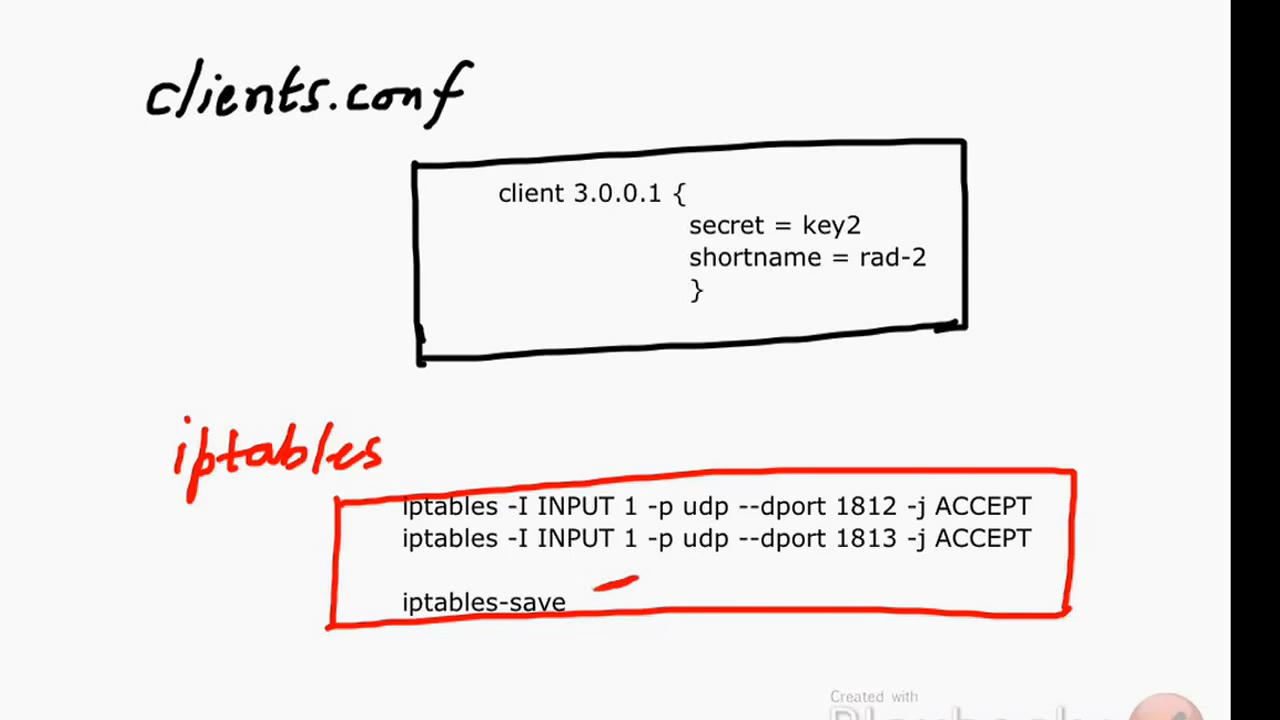 clients.conf
client 3.0.0.1 {
secret = key2
shortname = rad-2
}
iptables
iptables -I INPUT 1 -p udp --dport 1812 -j ACCEPT
iptables -I INPUT 1 -p udp --dport 1813 -j ACCEPT
iptables-save
Created with